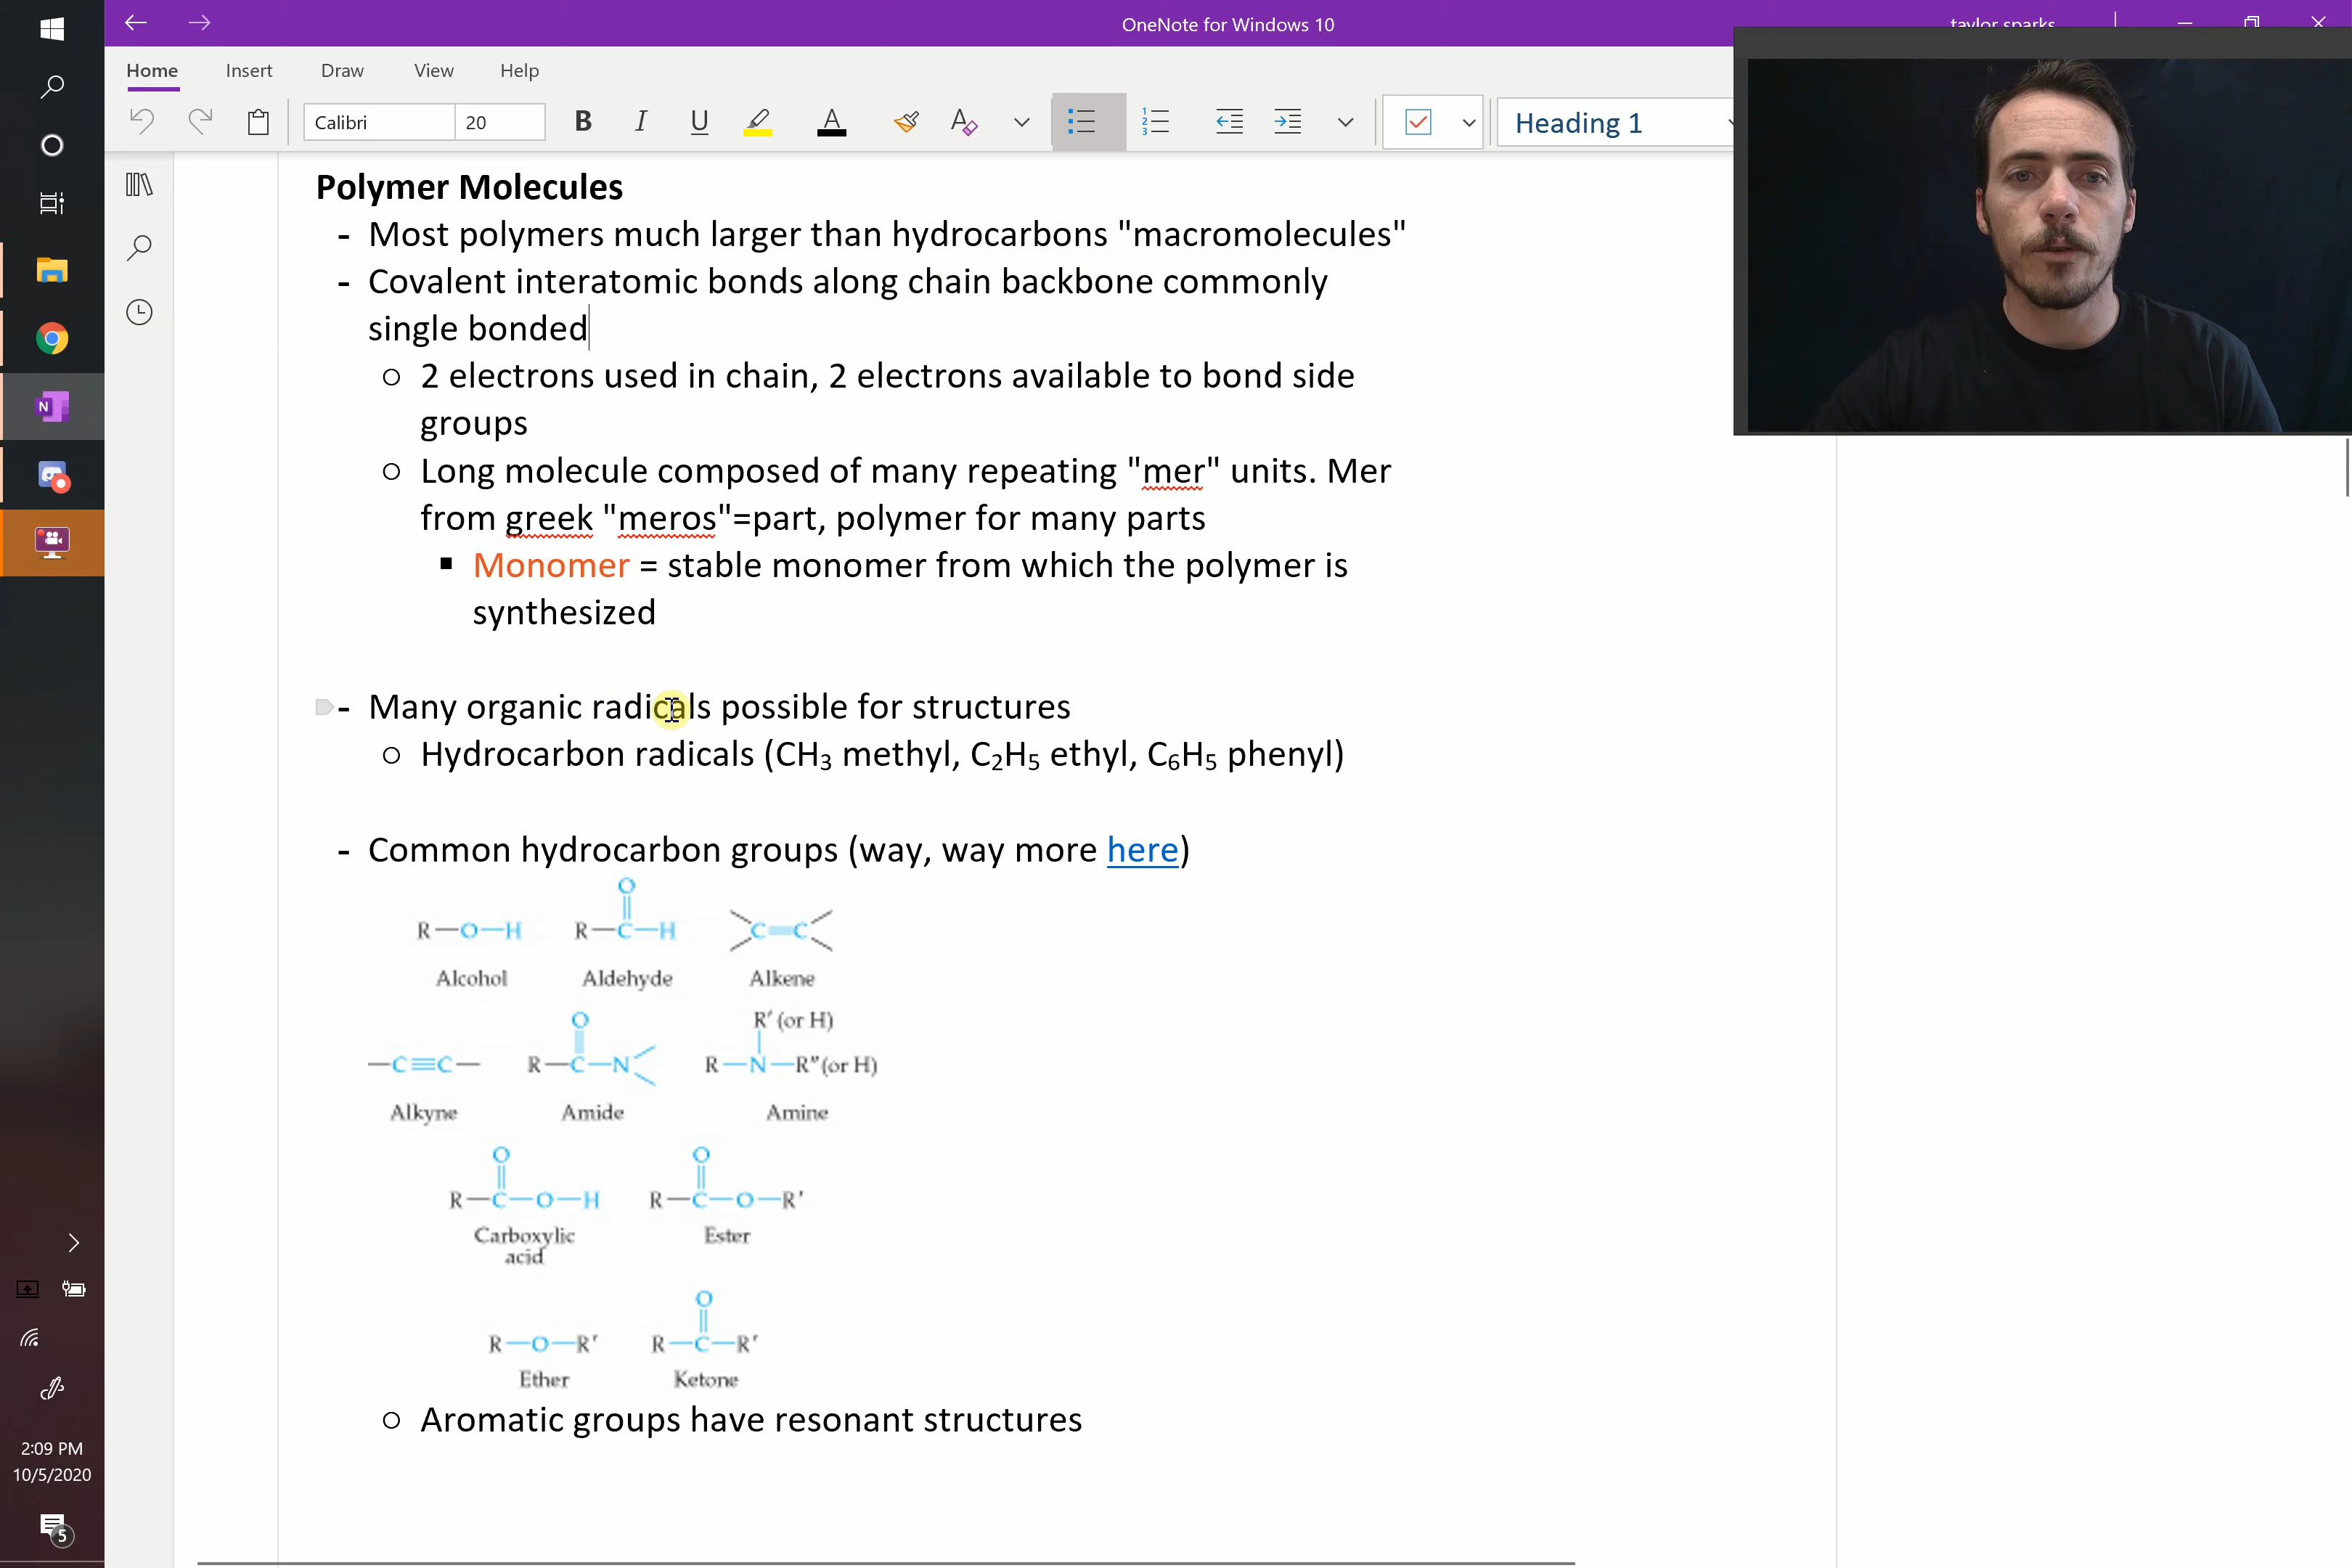 OneNote for Windows 10
taylor sparks
Home Insert Draw View Help
Calibri 20 B I U A A Heading 1
Polymer Molecules
- Most polymers much larger than hydrocarbons "macromolecules"
- Covalent interatomic bonds along chain backbone commonly
single bonded
○ 2 electrons used in chain, 2 electrons available to bond side
groups
○ Long molecule composed of many repeating "mer" units. Mer
from greek "meros"=part, polymer for many parts
▪ Monomer = stable monomer from which the polymer is
synthesized
- Many organic radicals possible for structures
○ Hydrocarbon radicals (CH₃ methyl, C₂H₅ ethyl, C₆H₅ phenyl)
- Common hydrocarbon groups (way, way more here)
O
R—O—H R—C—H C=C
Alcohol Aldehyde Alkene
O R' (or H)
—C≡C— R—C—N R—N—R" (or H)
Alkyne Amide Amine
O O
R—C—O—H R—C—O—R'
Carboxylic Ester
acid
O
R—O—R' R—C—R'
Ether Ketone
○ Aromatic groups have resonant structures
N
2:09 PM
10/5/2020
5